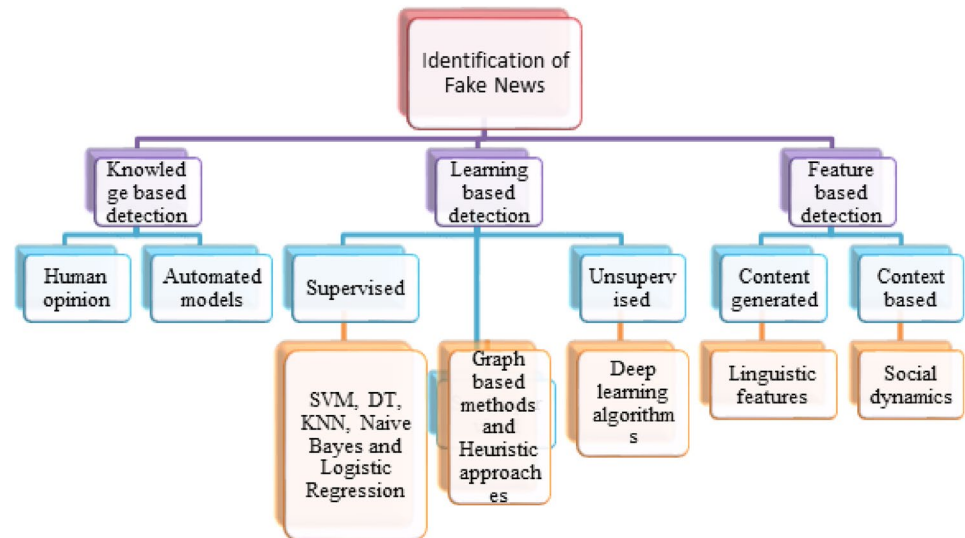 Identification of
Fake News
Knowled
ge based
detection
Learning
based
detection
Feature
based
detection
Human
opinion
Automated
models
Supervised
Unsuperv
ised
Content
generated
Context
based
SVM, DT,
KNN, Naive
Bayes and
Logistic
Regression
Graph
based
methods
and
Heuristic
approach
es
Deep
learning
algorithm
s
Linguistic
features
Social
dynamics